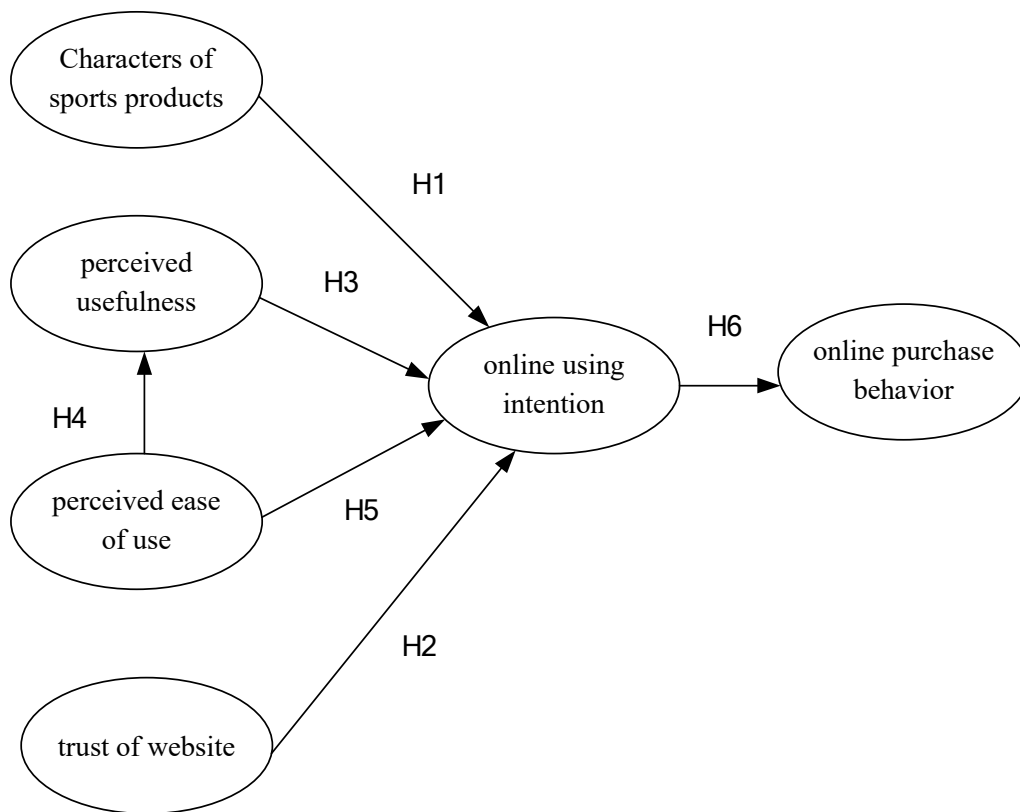 Characters of
sports products
H1
perceived
usefulness
H3
H6
online using
intention
online purchase
behavior
H4
perceived ease
of use
H5
H2
trust of website